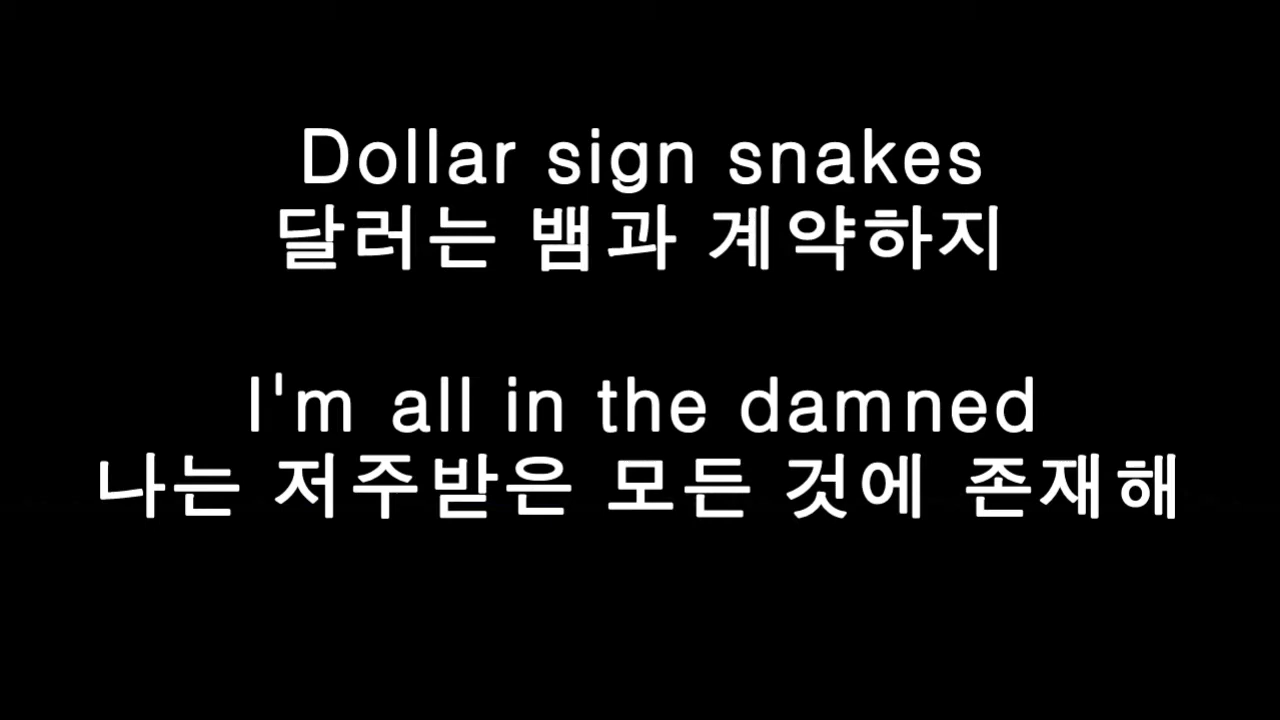 Dollar sign snakes
달러는 뱀과 계약하지
I'm all in the damned
나는 저주받은 모든 것에 존재해